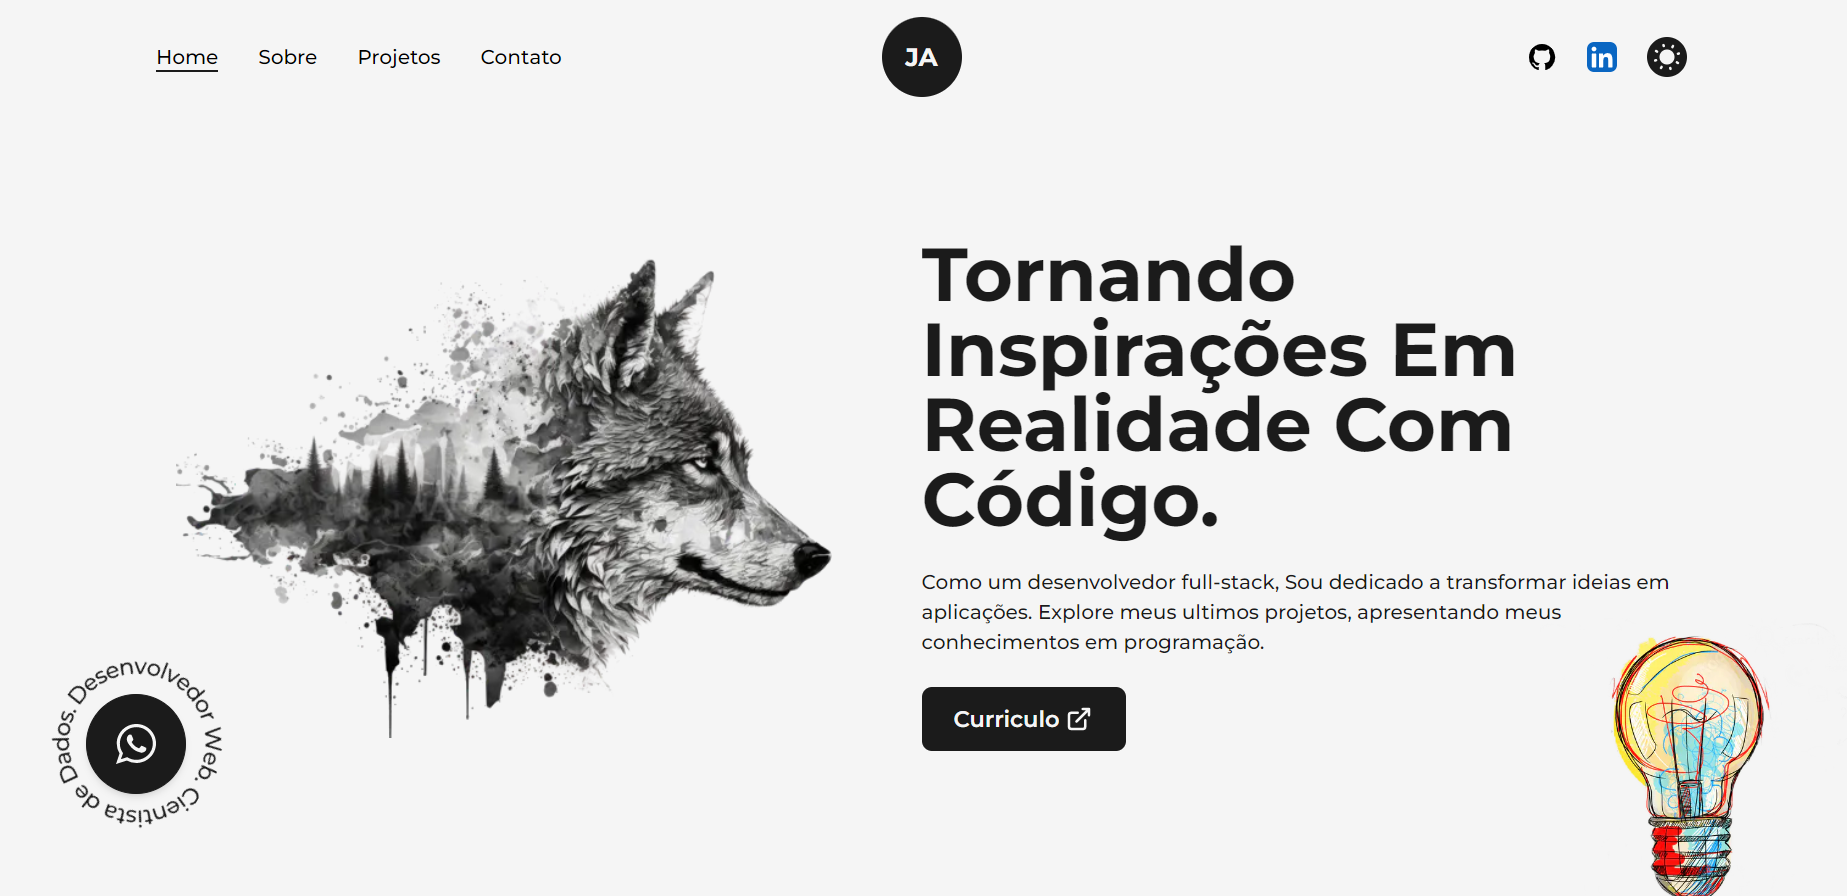 Home Sobre Projetos Contato
JA
in
Tornando
Inspirações Em
Realidade Com
Código.
Como um desenvolvedor full-stack, Sou dedicado a transformar ideias em
aplicações. Explore meus ultimos projetos, apresentando meus
conhecimentos em programação.
Curriculo
Desenvolvedor Web. Cientista de Dados.